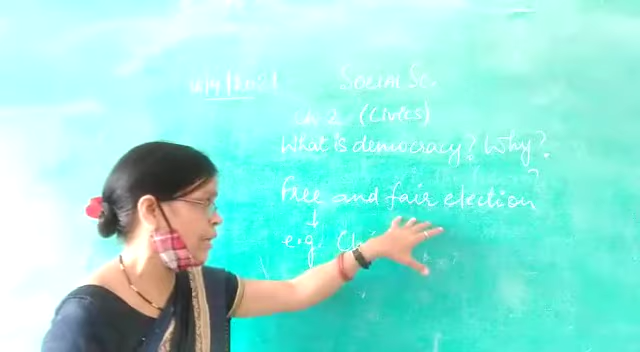 Social Sc.
Ch 2 (Civics)
What is democracy? Why?
Free and fair election?
↓
e.g.